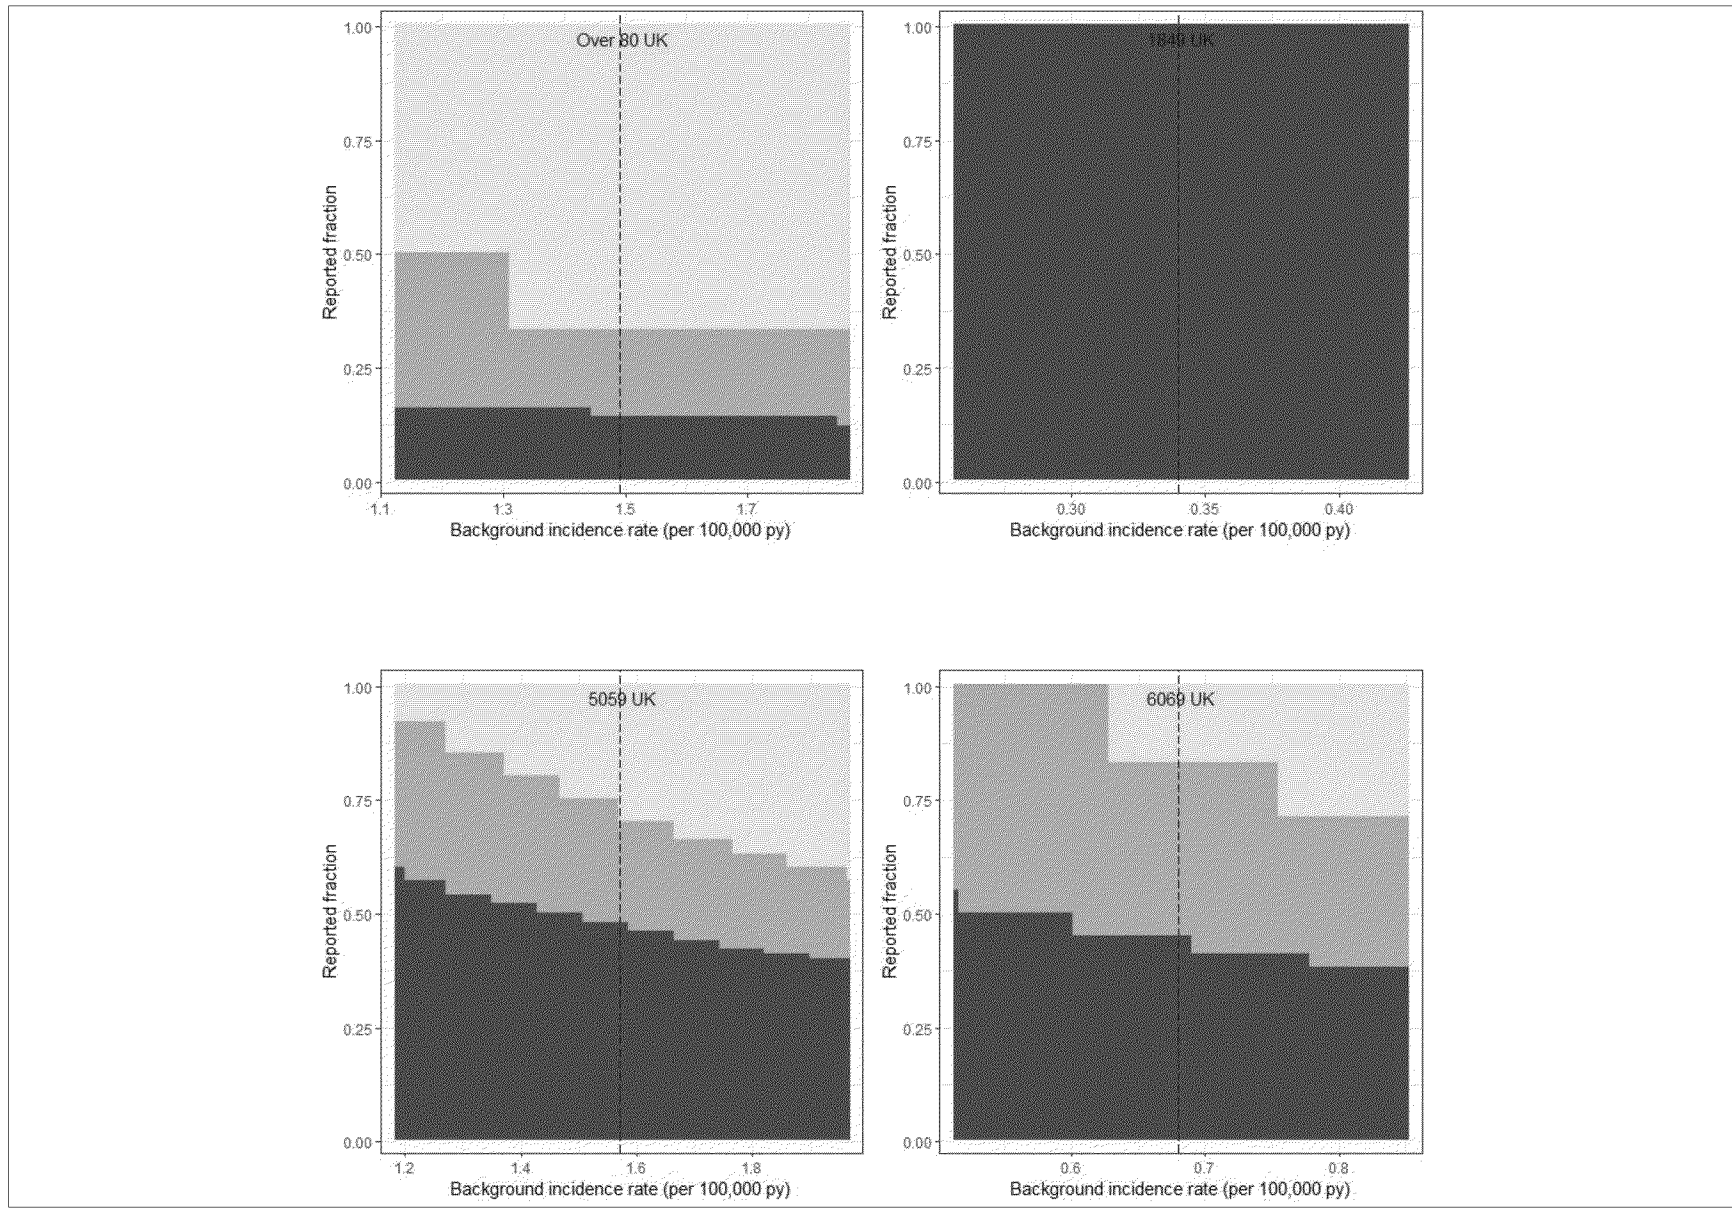 Over 80 UK
1.00
0.75
0.50
0.25
0.00
Reported fraction
1.1 1.3 1.5 1.7
Background incidence rate (per 100,000 py)
1849 UK
1.00
0.75
0.50
0.25
0.00
Reported fraction
0.30 0.35 0.40
Background incidence rate (per 100,000 py)
5059 UK
1.00
0.75
0.50
0.25
0.00
Reported fraction
1.2 1.4 1.6 1.8
Background incidence rate (per 100,000 py)
6069 UK
1.00
0.75
0.50
0.25
0.00
Reported fraction
0.6 0.7 0.8
Background incidence rate (per 100,000 py)